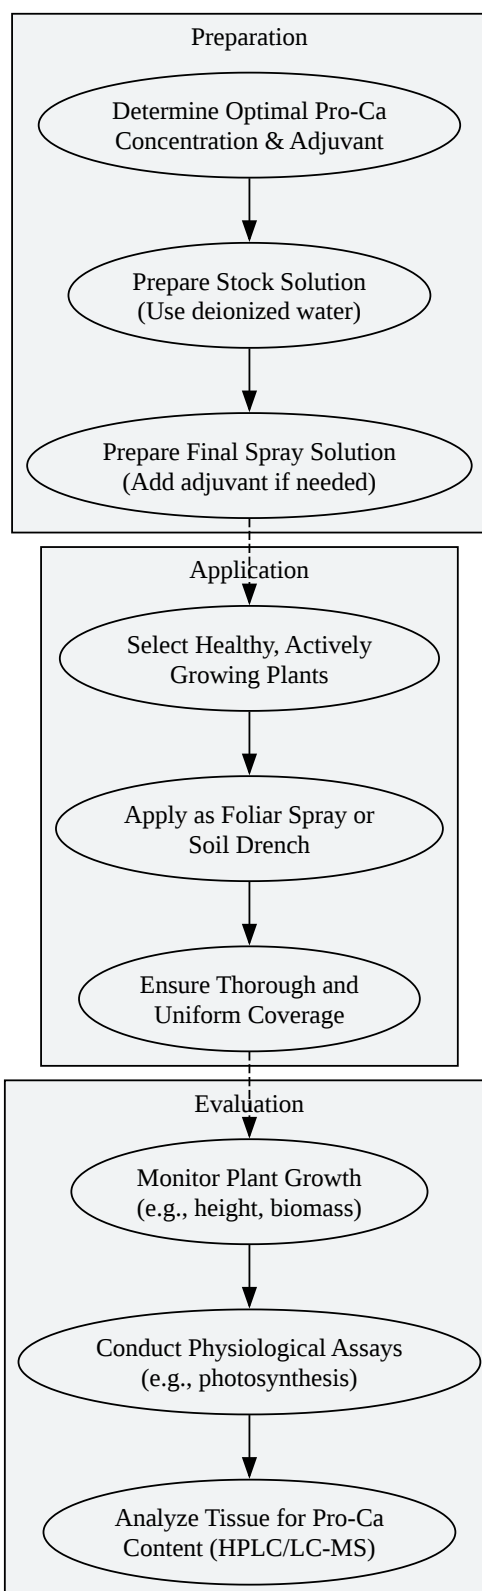 Preparation
Determine Optimal Pro-Ca
Concentration & Adjuvant
Prepare Stock Solution
(Use deionized water)
Prepare Final Spray Solution
(Add adjuvant if needed)
Application
Select Healthy, Actively
Growing Plants
Apply as Foliar Spray or
Soil Drench
Ensure Thorough and
Uniform Coverage
Evaluation
Monitor Plant Growth
(e.g., height, biomass)
Conduct Physiological Assays
(e.g., photosynthesis)
Analyze Tissue for Pro-Ca
Content (HPLC/LC-MS)